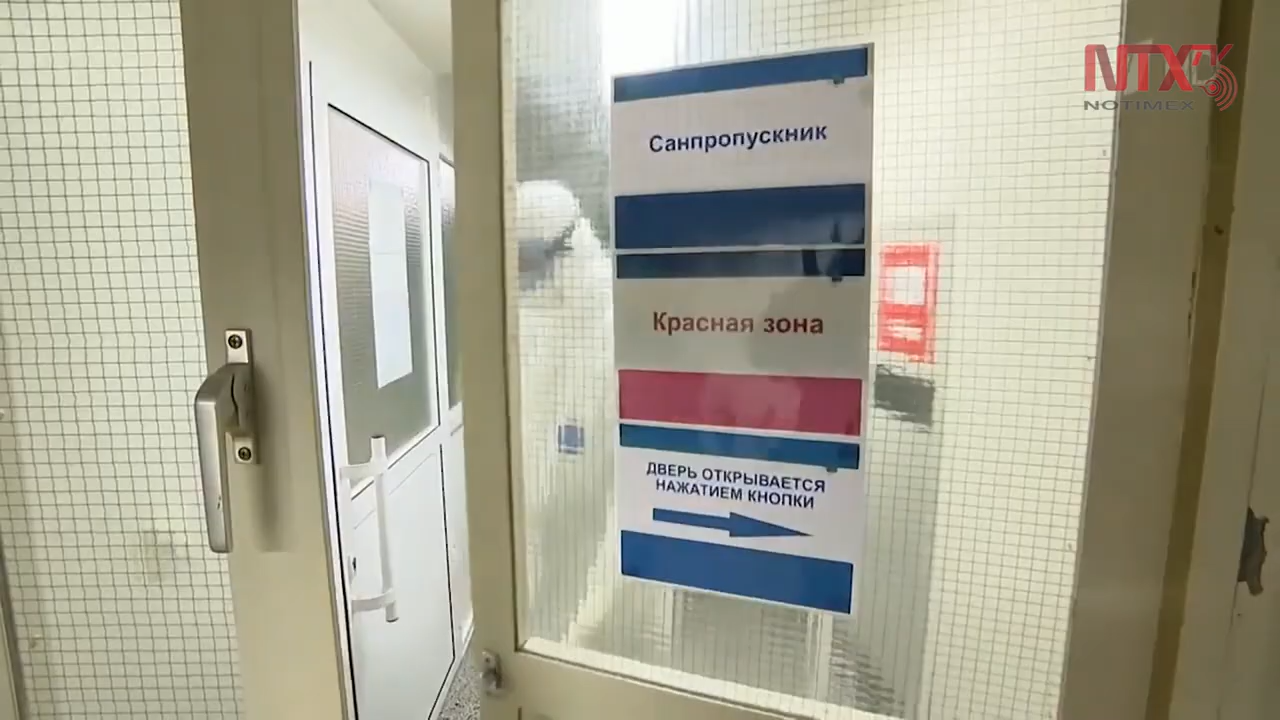 NTX
NOTIMEX
Санпропускник
Красная зона
ДВЕРЬ ОТКРЫВАЕТСЯ
НАЖАТИЕМ КНОПКИ